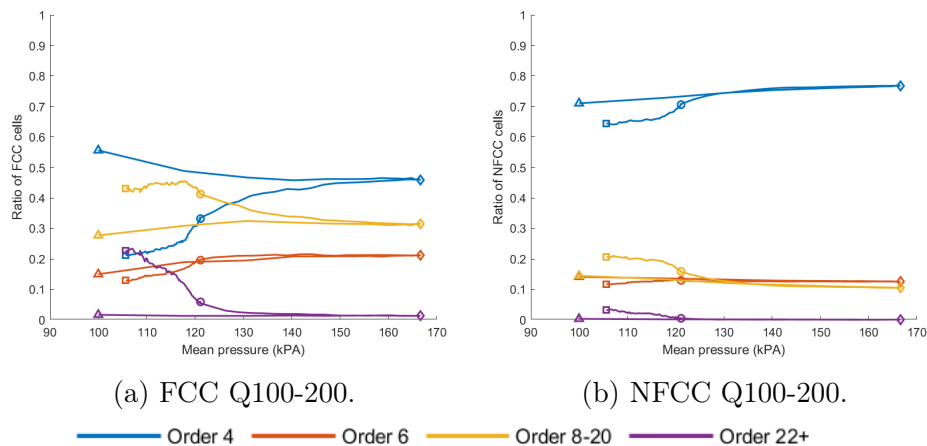 1
0.9
0.8
0.7
0.6
0.5
0.4
0.3
0.2
0.1
0
Ratio of FCC cells
90 100 110 120 130 140 150 160 170
Mean pressure (kPA)
(a) FCC Q100-200.
1
0.9
0.8
0.7
0.6
0.5
0.4
0.3
0.2
0.1
0
Ratio of NFCC cells
90 100 110 120 130 140 150 160 170
Mean pressure (kPA)
(b) NFCC Q100-200.
Order 4 Order 6 Order 8-20 Order 22+